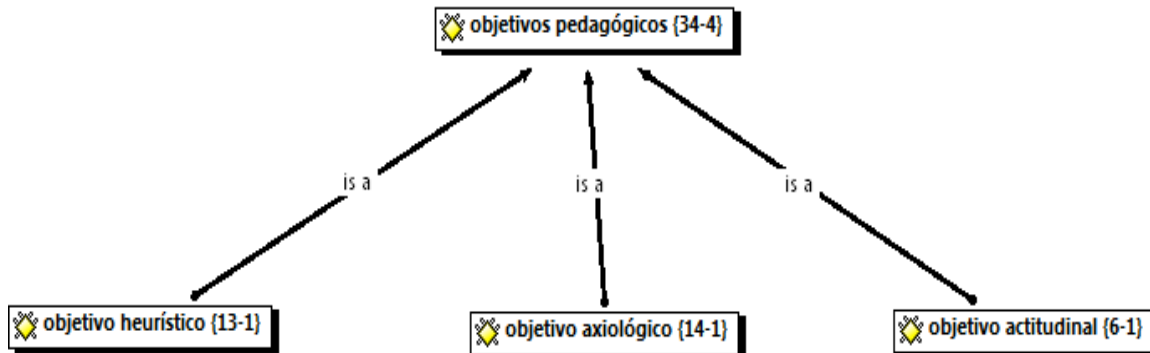 objetivos pedagógicos {34-4}
is a
is a
is a
objetivo heurístico {13-1}
objetivo axiológico {14-1}
objetivo actitudinal {6-1}